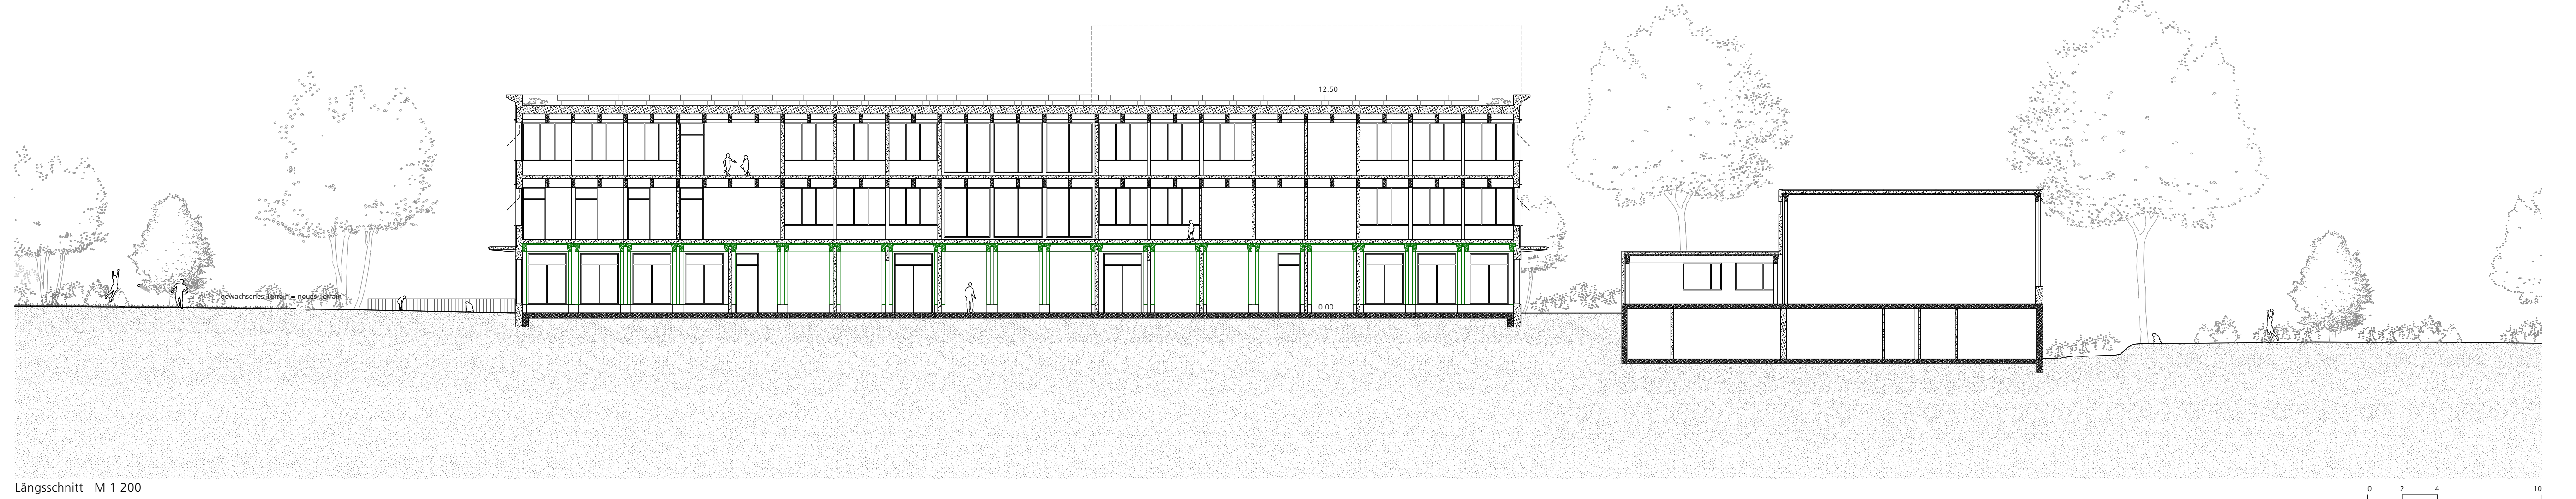 12.50
gewachsenes Terrain = neues Terrain
0.00
Längsschnitt M 1 200
0 2 4 10